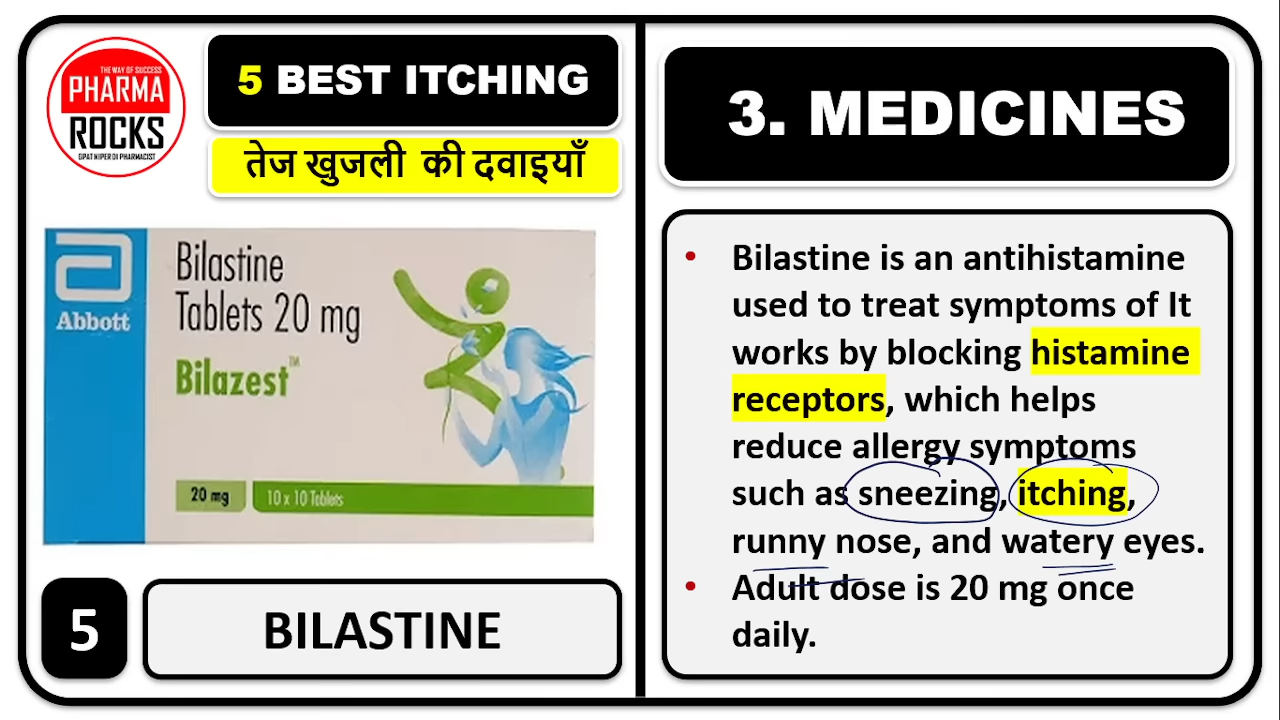 THE WAY OF SUCCESS
PHARMA
ROCKS
GPAT NIPER DI PHARMACIST
5 BEST ITCHING
तेज खुजली की दवाइयाँ
Abbott
Bilastine
Tablets 20 mg
Bilazest™
20 mg
10 x 10 Tablets
5
BILASTINE
3. MEDICINES
• Bilastine is an antihistamine
used to treat symptoms of It
works by blocking histamine
receptors, which helps
reduce allergy symptoms
such as sneezing, itching,
runny nose, and watery eyes.
• Adult dose is 20 mg once
daily.